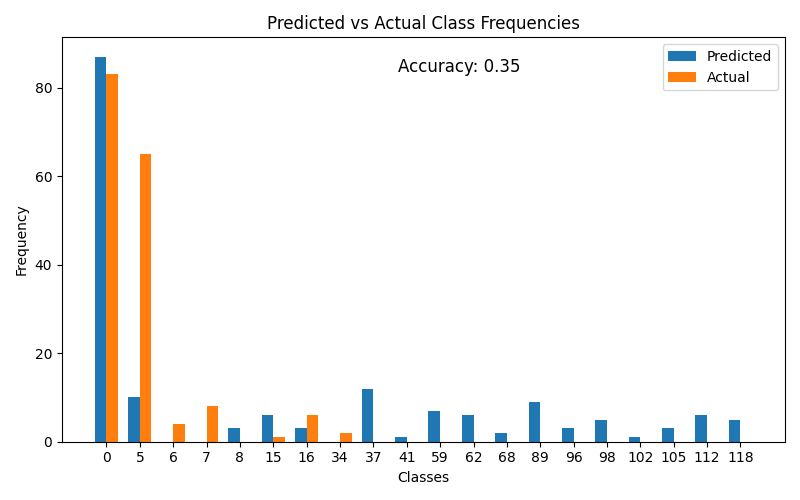 Predicted vs Actual Class Frequencies
Accuracy: 0.35
Predicted
Actual
80
60
40
20
0
Frequency
0 5 6 7 8 15 16 34 37 41 59 62 68 89 96 98 102 105 112 118
Classes